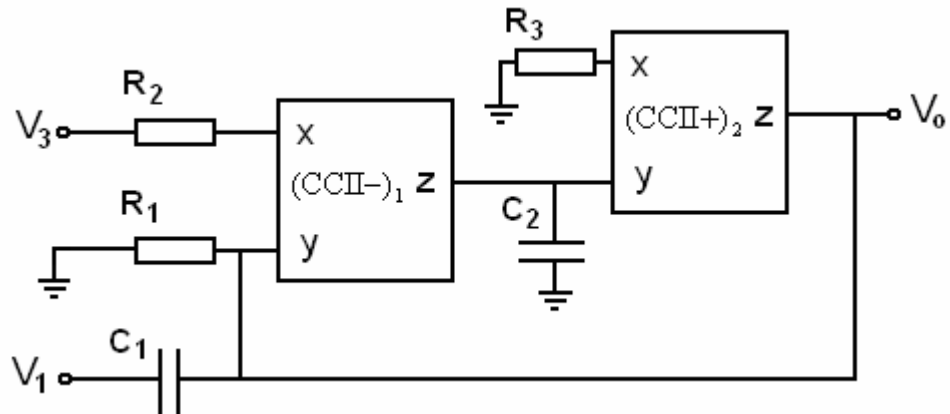 R3
x
(CCII+)2 z
Vo
y
R2
V3
x
(CCII−)1 z
R1
y
C2
C1
V1